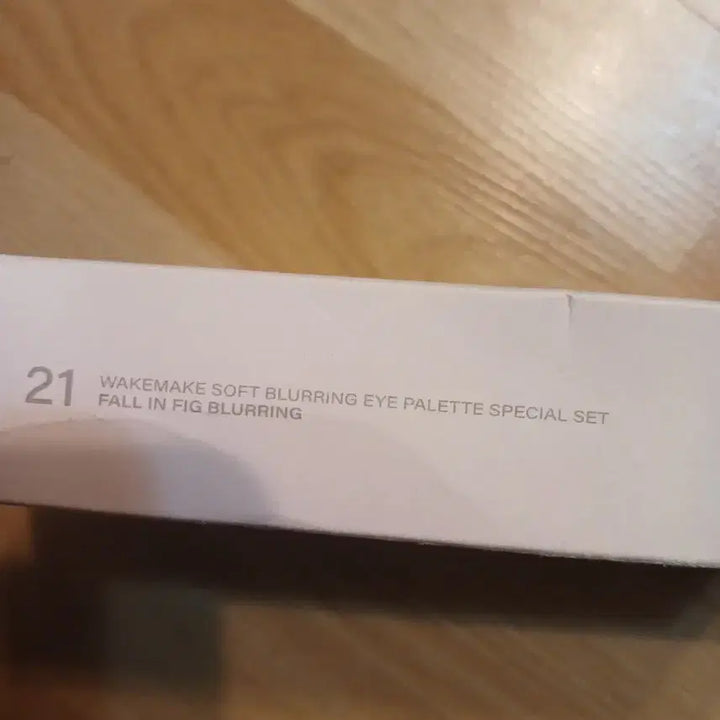 21
WAKEMAKE SOFT BLURRING EYE PALETTE SPECIAL SET
FALL IN FIG BLURRING